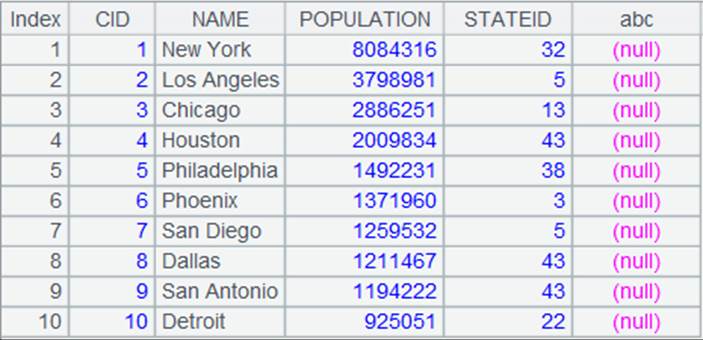 Index CID NAME POPULATION STATEID abc
1 1 New York 8084316 32 (null)
2 2 Los Angeles 3798981 5 (null)
3 3 Chicago 2886251 13 (null)
4 4 Houston 2009834 43 (null)
5 5 Philadelphia 1492231 38 (null)
6 6 Phoenix 1371960 3 (null)
7 7 San Diego 1259532 5 (null)
8 8 Dallas 1211467 43 (null)
9 9 San Antonio 1194222 43 (null)
10 10 Detroit 925051 22 (null)